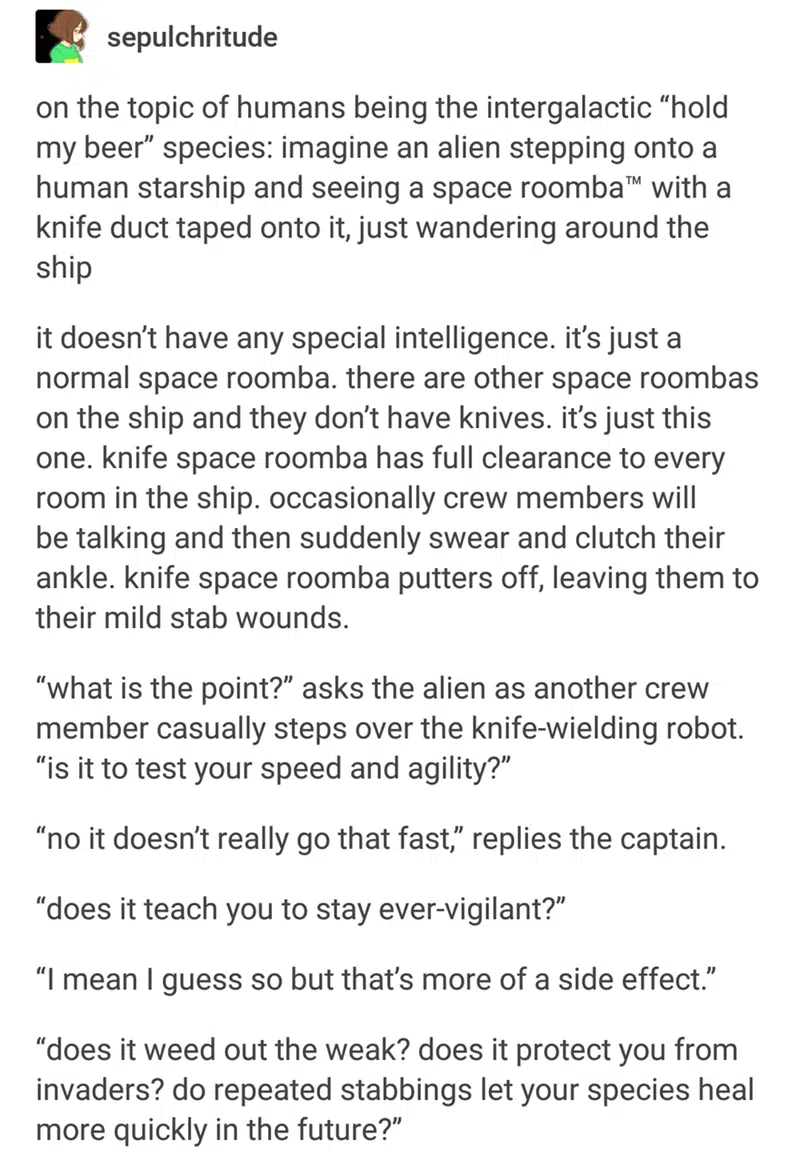 sepulchritude
on the topic of humans being the intergalactic “hold
my beer” species: imagine an alien stepping onto a
human starship and seeing a space roomba™ with a
knife duct taped onto it, just wandering around the
ship
it doesn’t have any special intelligence. it’s just a
normal space roomba. there are other space roombas
on the ship and they don’t have knives. it’s just this
one. knife space roomba has full clearance to every
room in the ship. occasionally crew members will
be talking and then suddenly swear and clutch their
ankle. knife space roomba putters off, leaving them to
their mild stab wounds.
“what is the point?” asks the alien as another crew
member casually steps over the knife-wielding robot.
“is it to test your speed and agility?”
“no it doesn’t really go that fast,” replies the captain.
“does it teach you to stay ever-vigilant?”
“I mean I guess so but that’s more of a side effect.”
“does it weed out the weak? does it protect you from
invaders? do repeated stabbings let your species heal
more quickly in the future?”